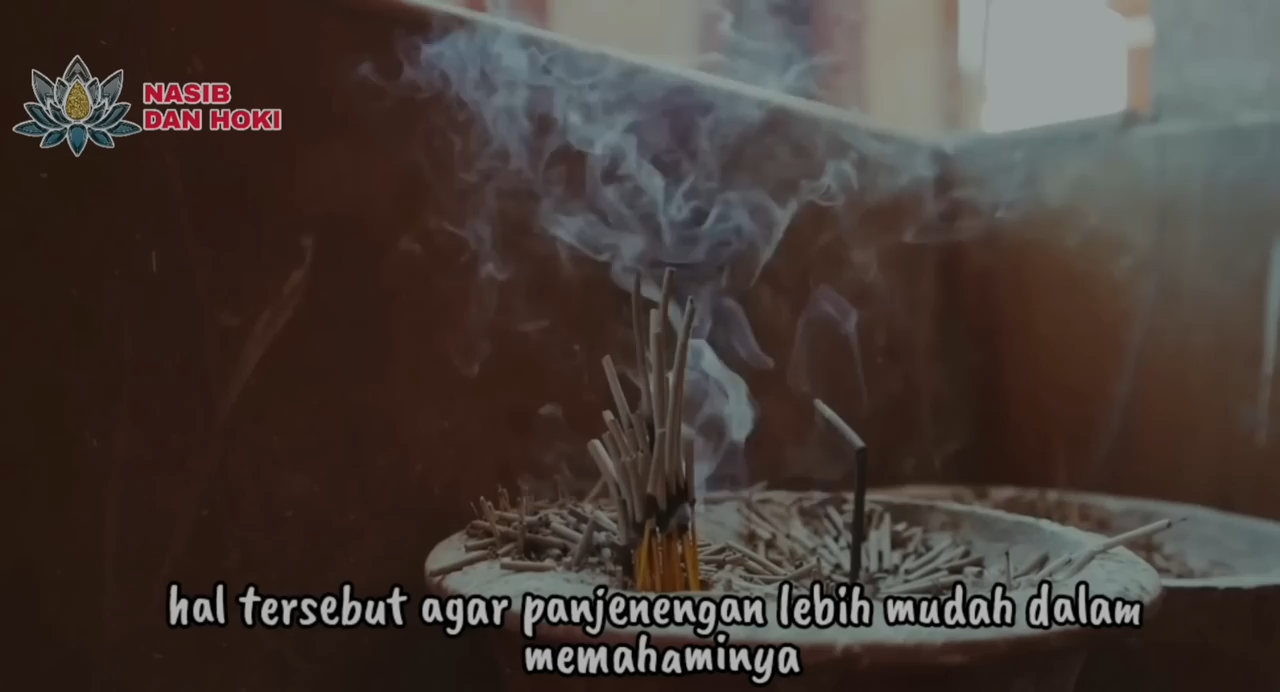 NASIB
DAN HOKI
hal tersebut agar panjenengan lebih mudah dalam
memahaminya